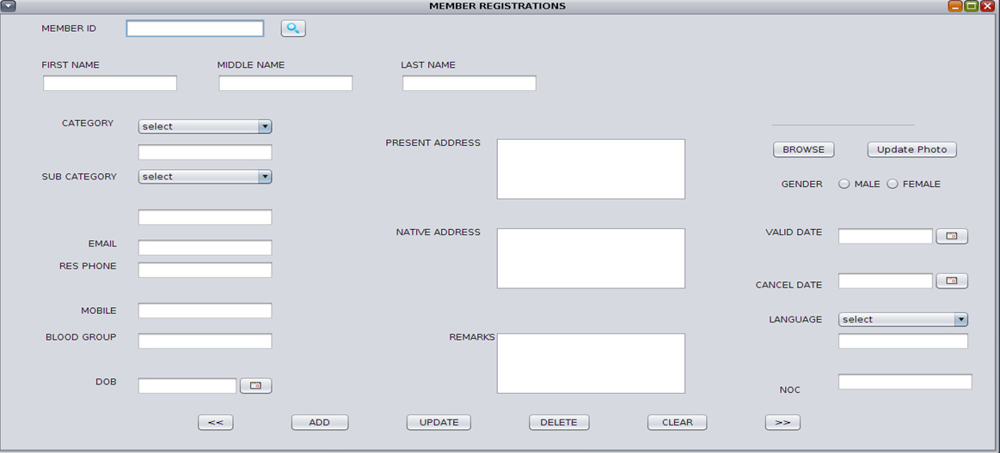 MEMBER REGISTRATIONS
MEMBER ID
FIRST NAME MIDDLE NAME LAST NAME
CATEGORY select
PRESENT ADDRESS
BROWSE Update Photo
SUB CATEGORY select
GENDER MALE FEMALE
NATIVE ADDRESS
VALID DATE
EMAIL
RES PHONE
CANCEL DATE
MOBILE
LANGUAGE select
BLOOD GROUP
REMARKS
DOB
NOC
<< ADD UPDATE DELETE CLEAR >>